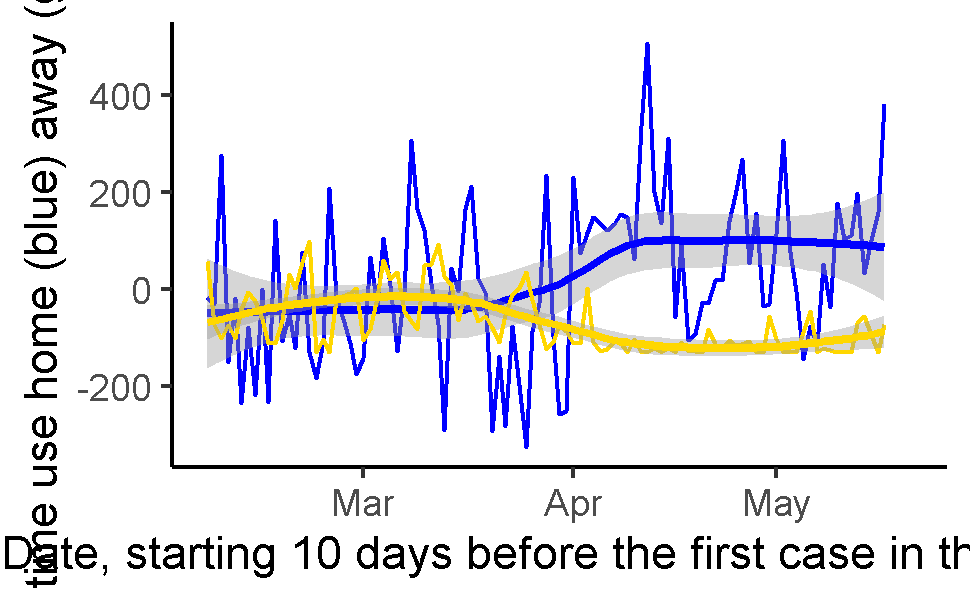 time use home (blue) away (
400
200
0
-200
Mar Apr May
Date, starting 10 days before the first case in th